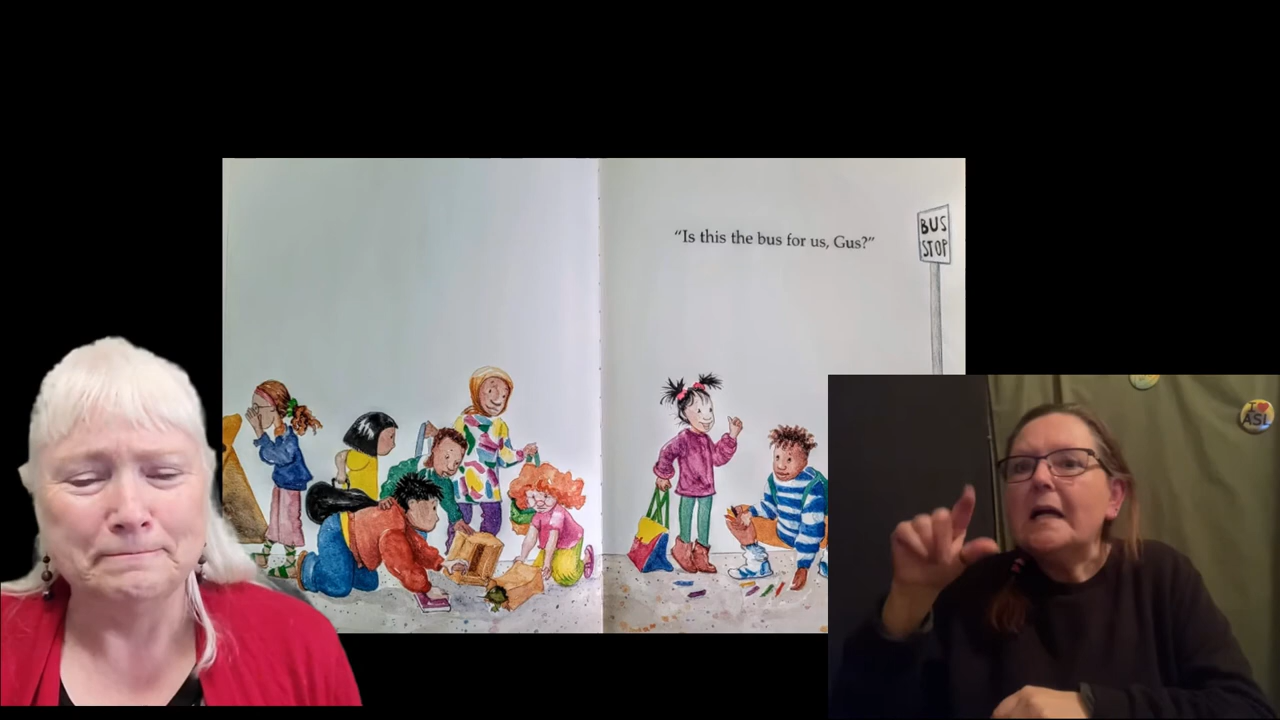 “Is this the bus for us, Gus?”
BUS
STOP
I ❤ ASL